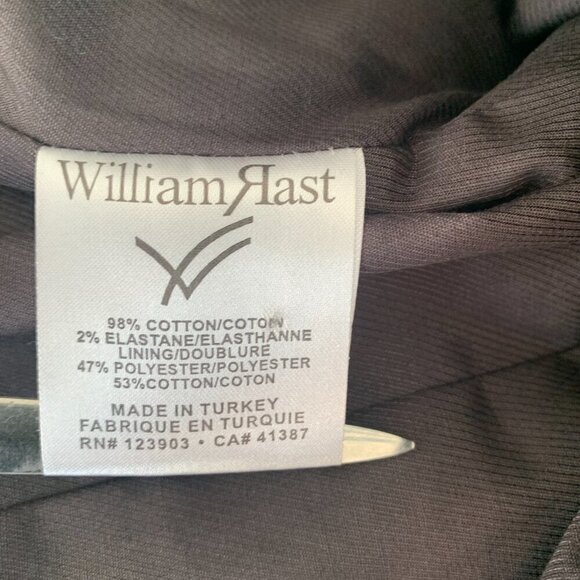 William Rast
98% COTTON/COTON
2% ELASTANE/ELASTHANNE
LINING/DOUBLURE
47% POLYESTER/POLYESTER
53%COTTON/COTON
MADE IN TURKEY
FABRIQUE EN TURQUIE
RN# 123903 • CA# 41387